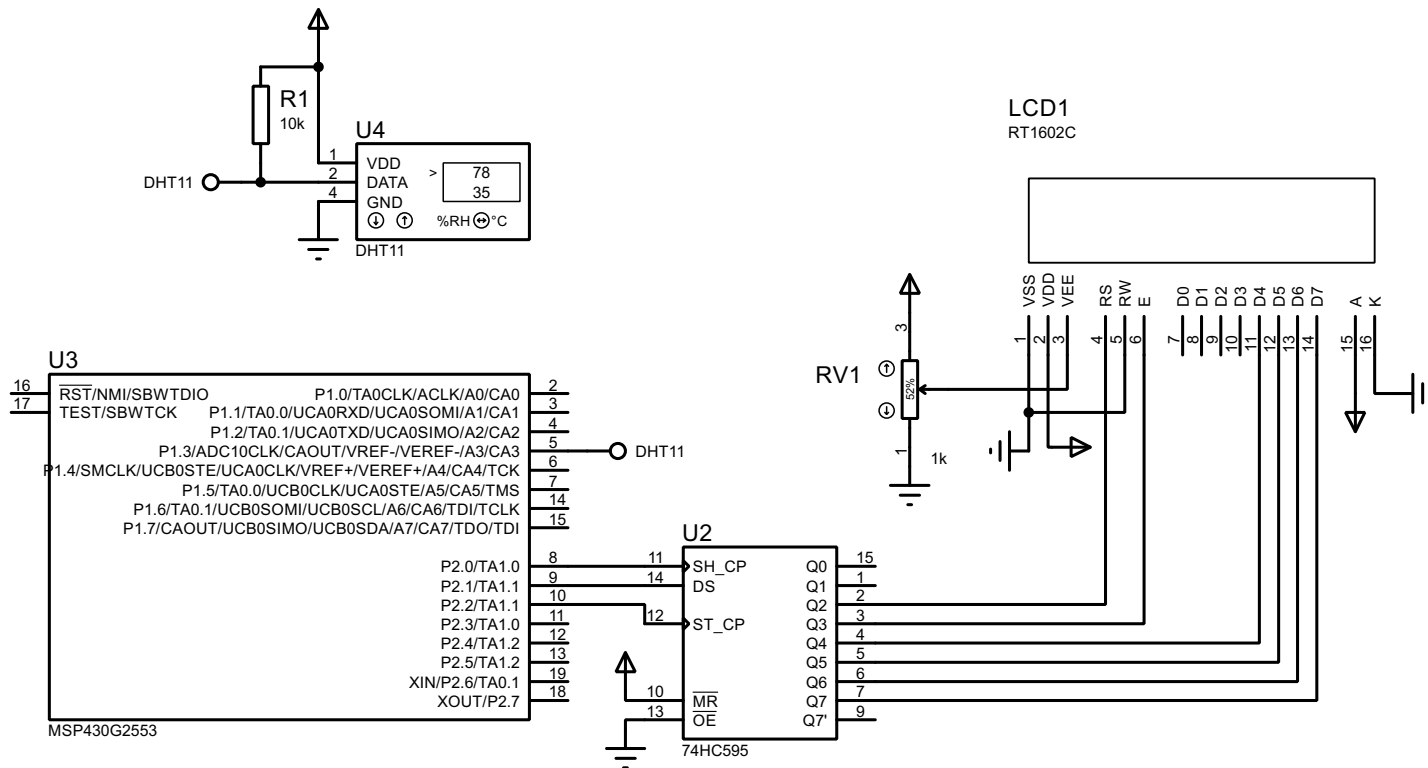 R1
10k
U4
1
VDD
2
DATA
4
GND
>
78
35
%RH °C
DHT11
DHT11
LCD1
RT1602C
VSS
VDD
VEE
RS
RW
E
D0
D1
D2
D3
D4
D5
D6
D7
A
K
1
2
3
4
5
6
7
8
9
10
11
12
13
14
15
16
RV1
3
52%
1
1k
U3
16
RST/NMI/SBWTDIO
17
TEST/SBWTCK
P1.0/TA0CLK/ACLK/A0/CA0
2
P1.1/TA0.0/UCA0RXD/UCA0SOMI/A1/CA1
3
P1.2/TA0.1/UCA0TXD/UCA0SIMO/A2/CA2
4
P1.3/ADC10CLK/CAOUT/VREF-/VEREF-/A3/CA3
5
DHT11
P1.4/SMCLK/UCB0STE/UCA0CLK/VREF+/VEREF+/A4/CA4/TCK
6
P1.5/TA0.0/UCB0CLK/UCA0STE/A5/CA5/TMS
7
P1.6/TA0.1/UCB0SOMI/UCB0SCL/A6/CA6/TDI/TCLK
14
P1.7/CAOUT/UCB0SIMO/UCB0SDA/A7/CA7/TDO/TDI
15
P2.0/TA1.0
8
P2.1/TA1.1
9
P2.2/TA1.1
10
P2.3/TA1.0
11
P2.4/TA1.2
12
P2.5/TA1.2
13
XIN/P2.6/TA0.1
19
XOUT/P2.7
18
MSP430G2553
U2
11
SH_CP
14
DS
12
ST_CP
10
MR
13
OE
Q0
15
Q1
1
Q2
2
Q3
3
Q4
4
Q5
5
Q6
6
Q7
7
Q7'
9
74HC595